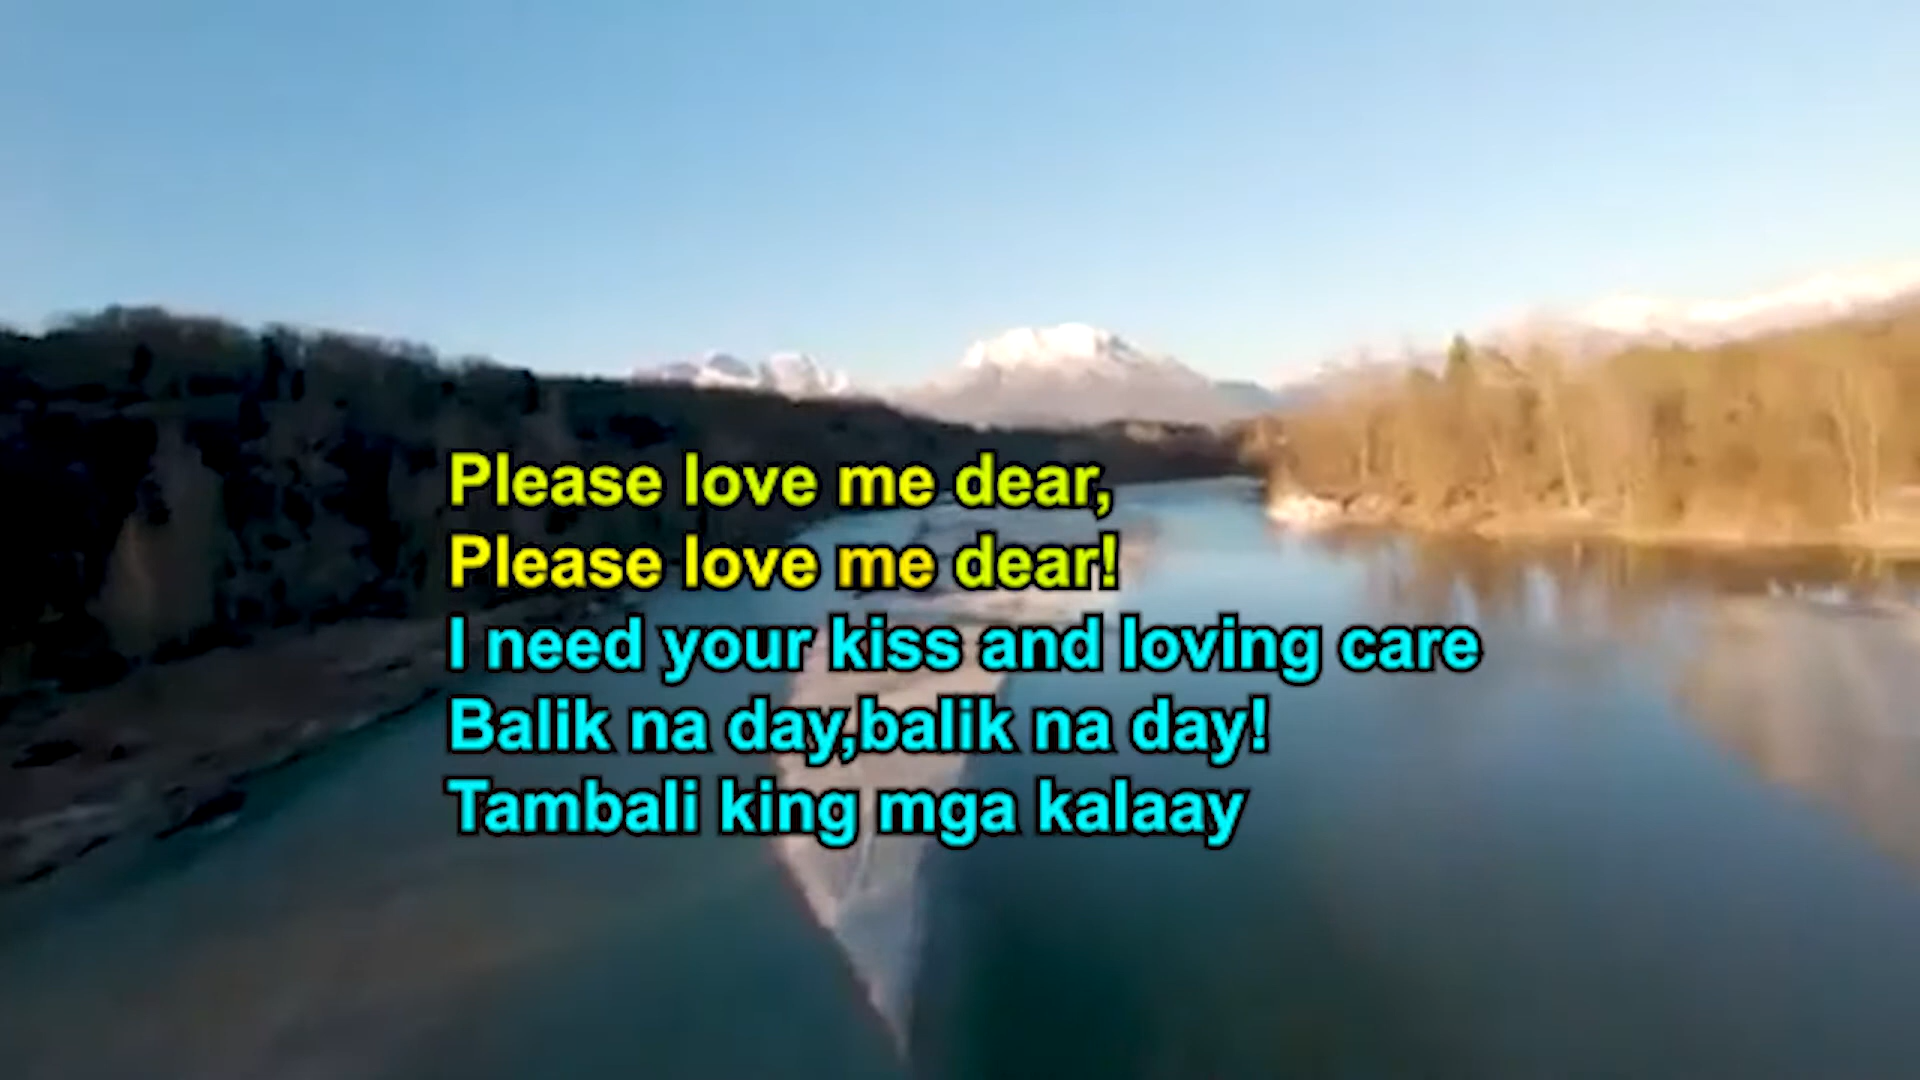 Please love me dear,
Please love me dear!
I need your kiss and loving care
Balik na day,balik na day!
Tambali king mga kalaay